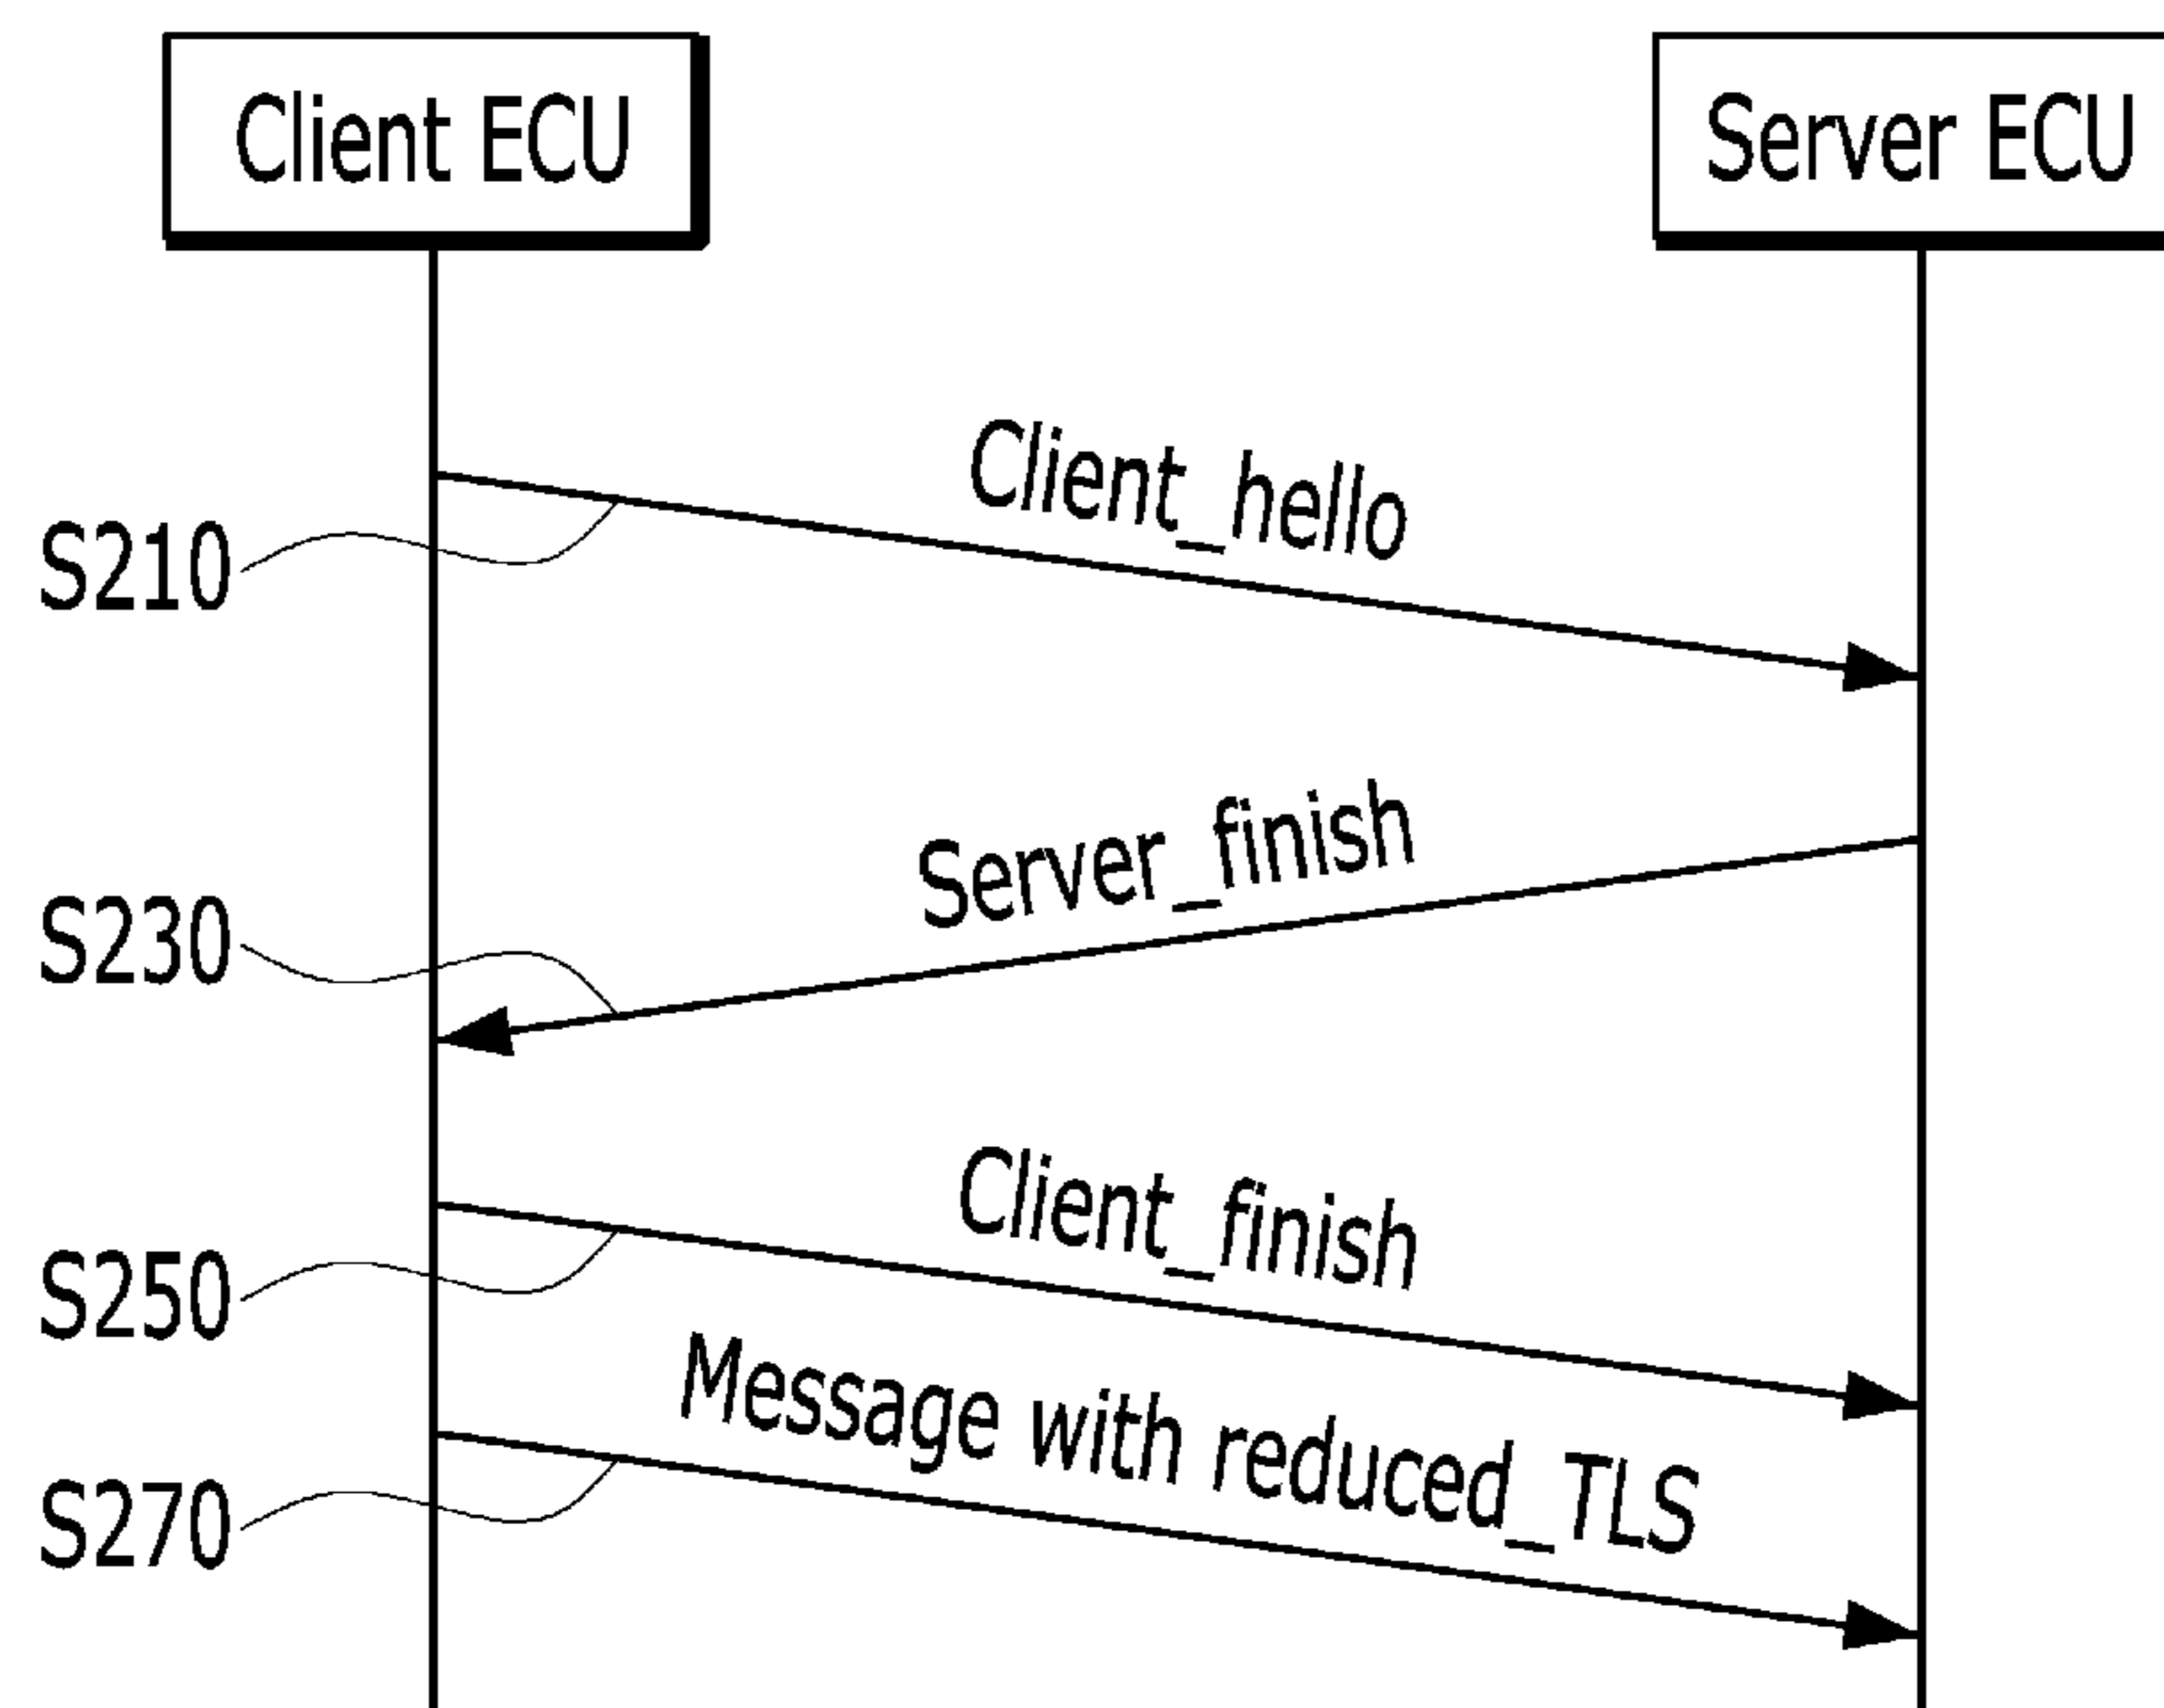 Client ECU
Server ECU
Client_hello
S210
Server_finish
S230
Client_finish
S250
Message with reduced_TLS
S270